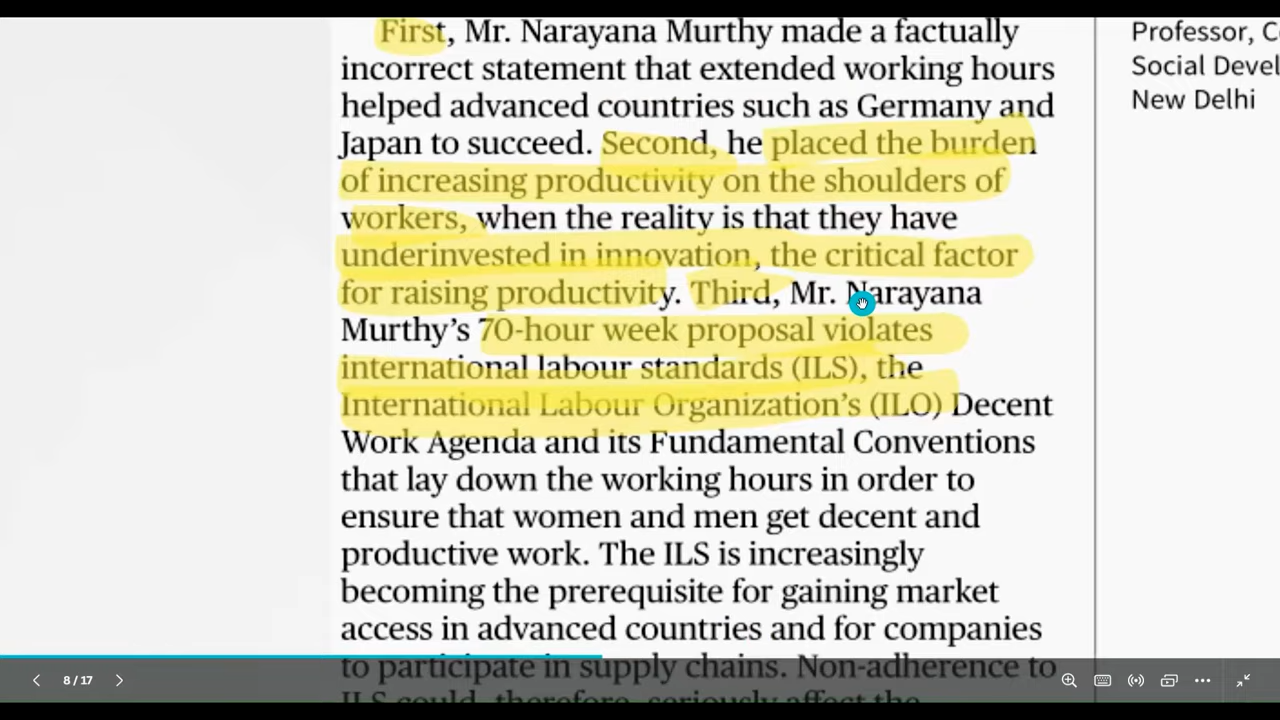 First, Mr. Narayana Murthy made a factually
incorrect statement that extended working hours
helped advanced countries such as Germany and
Japan to succeed. Second, he placed the burden
of increasing productivity on the shoulders of
workers, when the reality is that they have
underinvested in innovation, the critical factor
for raising productivity. Third, Mr. Narayana
Murthy's 70-hour week proposal violates
international labour standards (ILS), the
International Labour Organization's (ILO) Decent
Work Agenda and its Fundamental Conventions
that lay down the working hours in order to
ensure that women and men get decent and
productive work. The ILS is increasingly
becoming the prerequisite for gaining market
access in advanced countries and for companies
to participate in supply chains. Non-adherence to
ILS could, therefore, seriously affect the
Professor,
Social
New Delhi
8 / 17